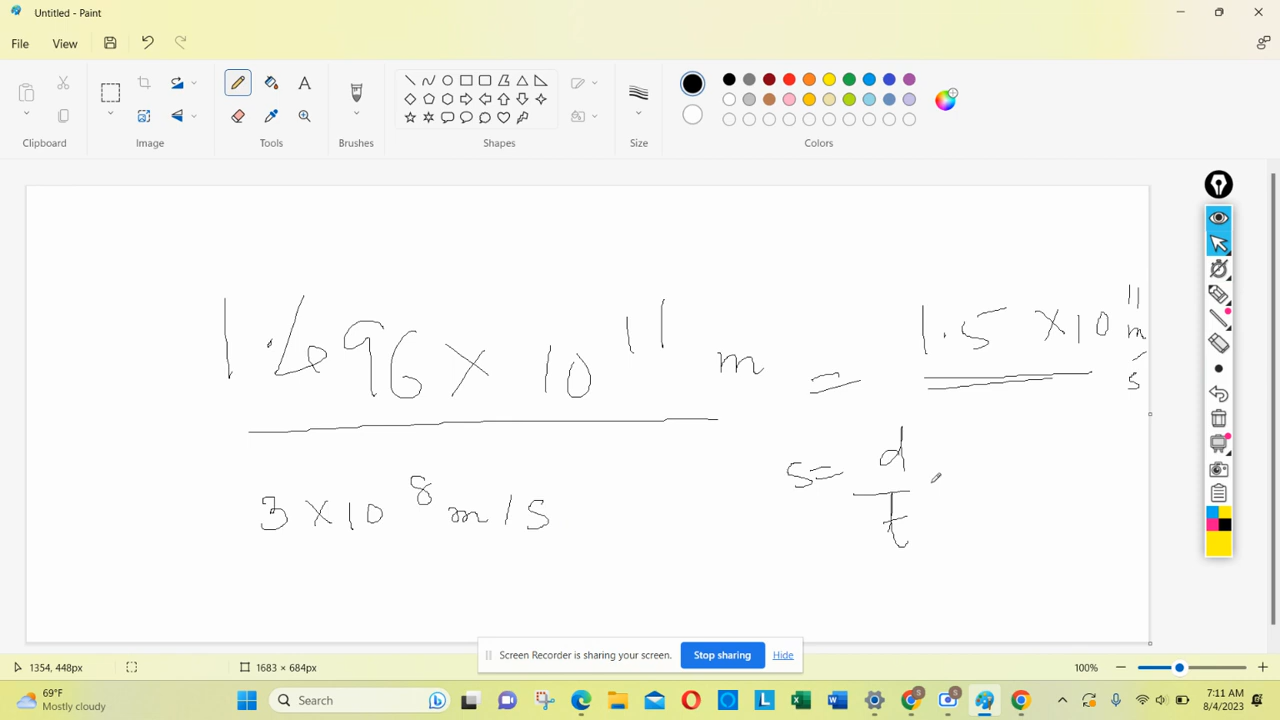 Untitled - Paint
File View
Clipboard Image Tools Brushes Shapes Size Colors
1.496 × 10 11 m = 1.5 × 10 11 m/s
3 × 10 8 m/s
s = d
t
Screen Recorder is sharing your screen. Stop sharing Hide
1354, 448px 1683 × 684px 100%
69°F
Mostly cloudy
Search
7:11 AM
8/4/2023